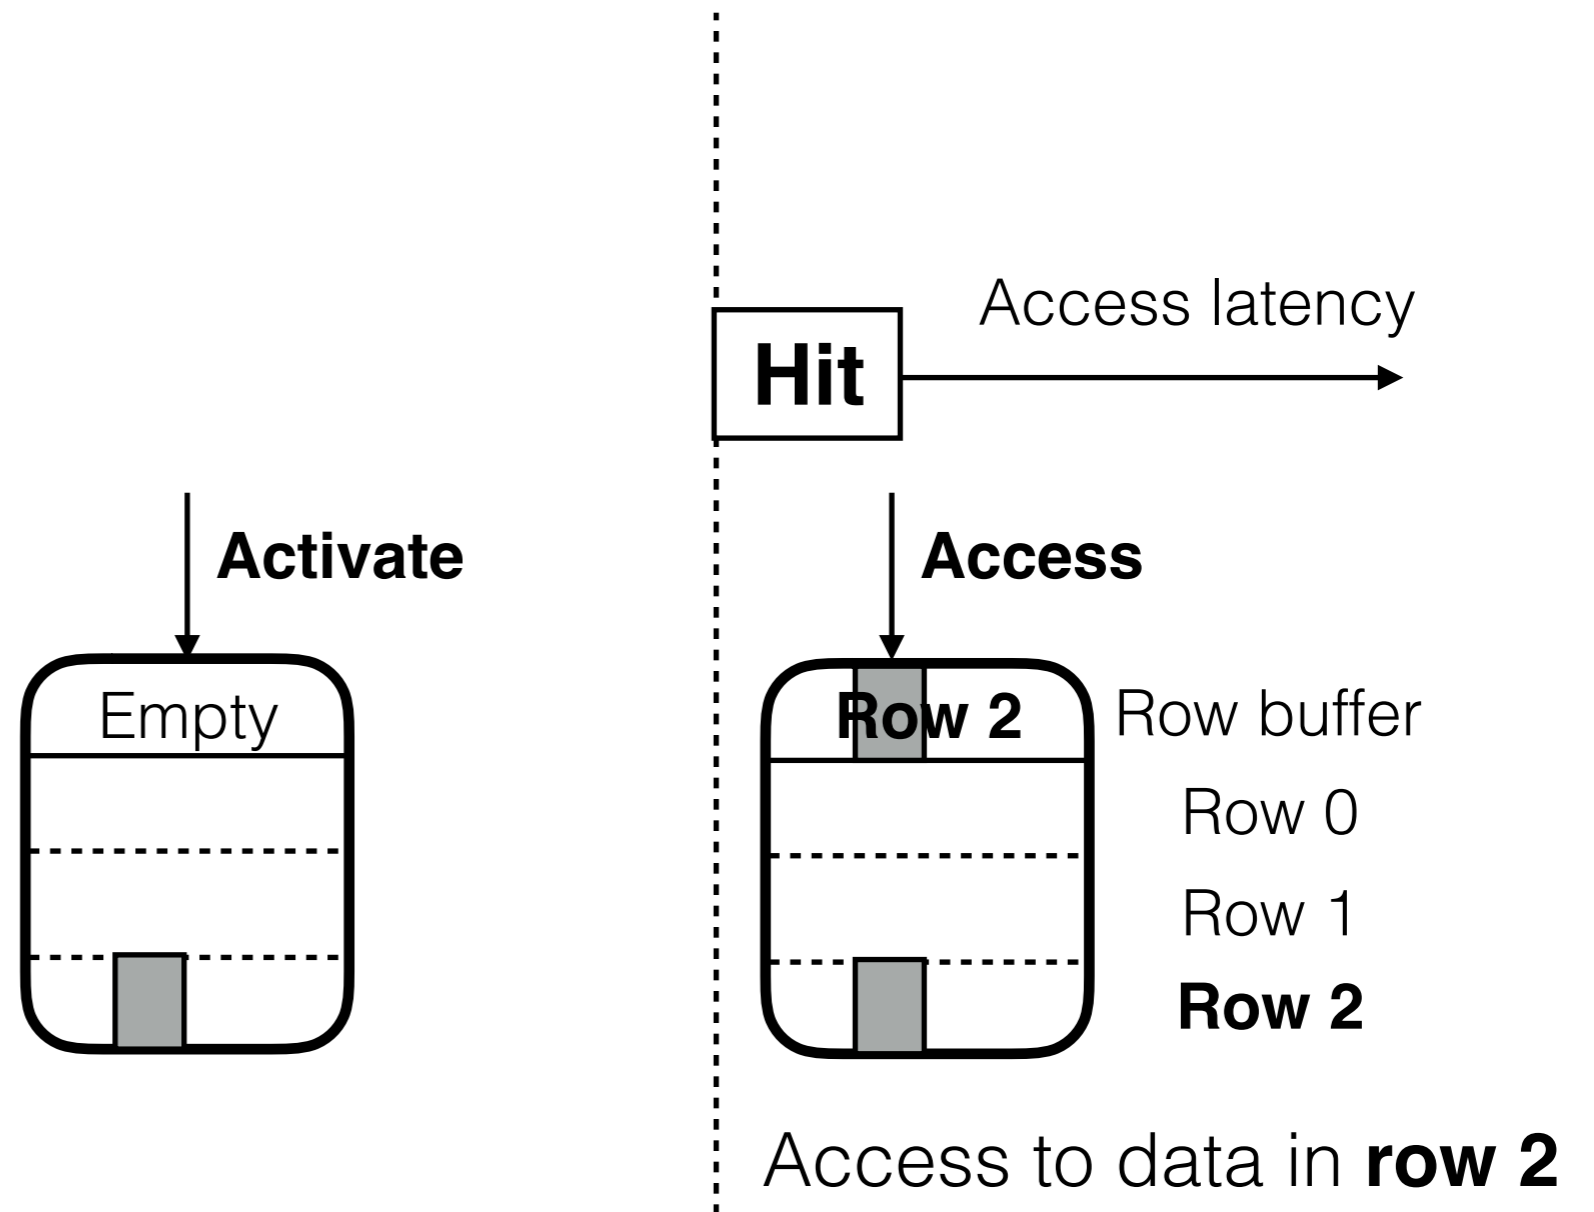 Access latency
Hit
Activate
Access
Empty
Row 2
Row buffer
Row 0
Row 1
Row 2
Access to data in row 2